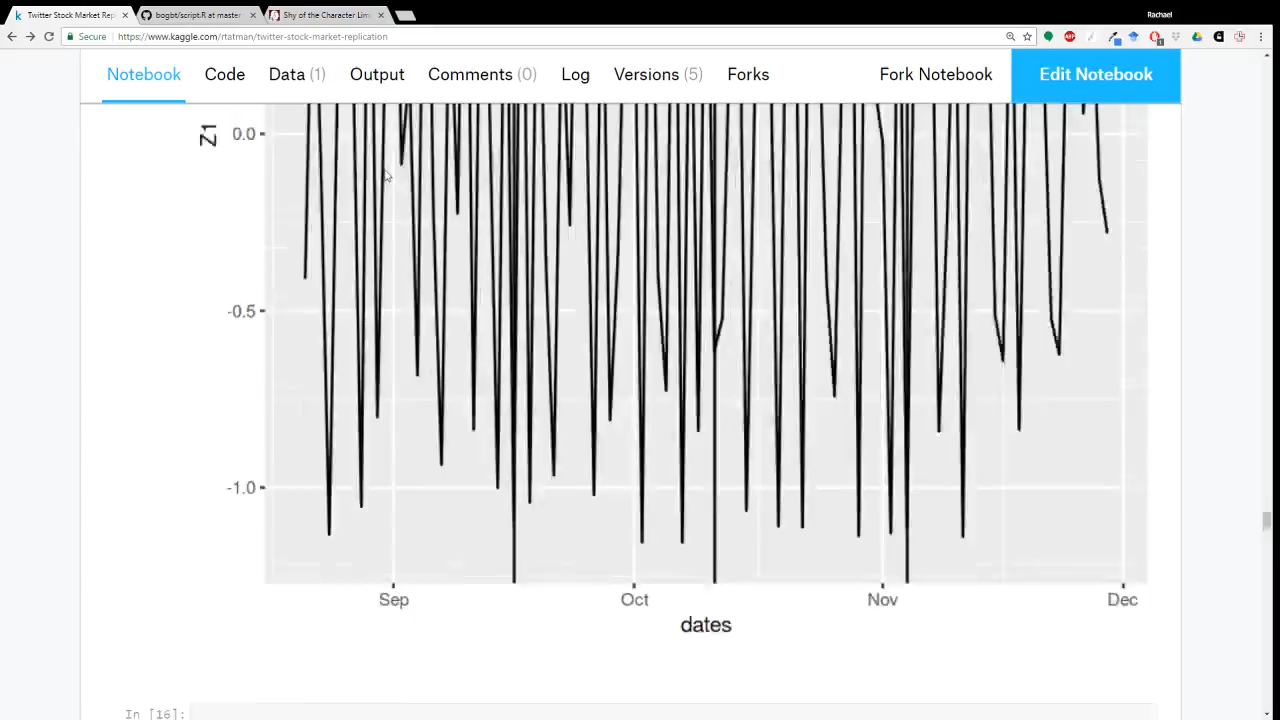 Twitter Stock Market Rep
bogbt/script.R at master
Shy of the Character Lim
Rachael
Secure https://www.kaggle.com/rtatman/twitter-stock-market-replication
Notebook Code Data (1) Output Comments (0) Log Versions (5) Forks Fork Notebook Edit Notebook
Z1
0.0
-0.5
-1.0
Sep Oct Nov Dec
dates
In [16]: